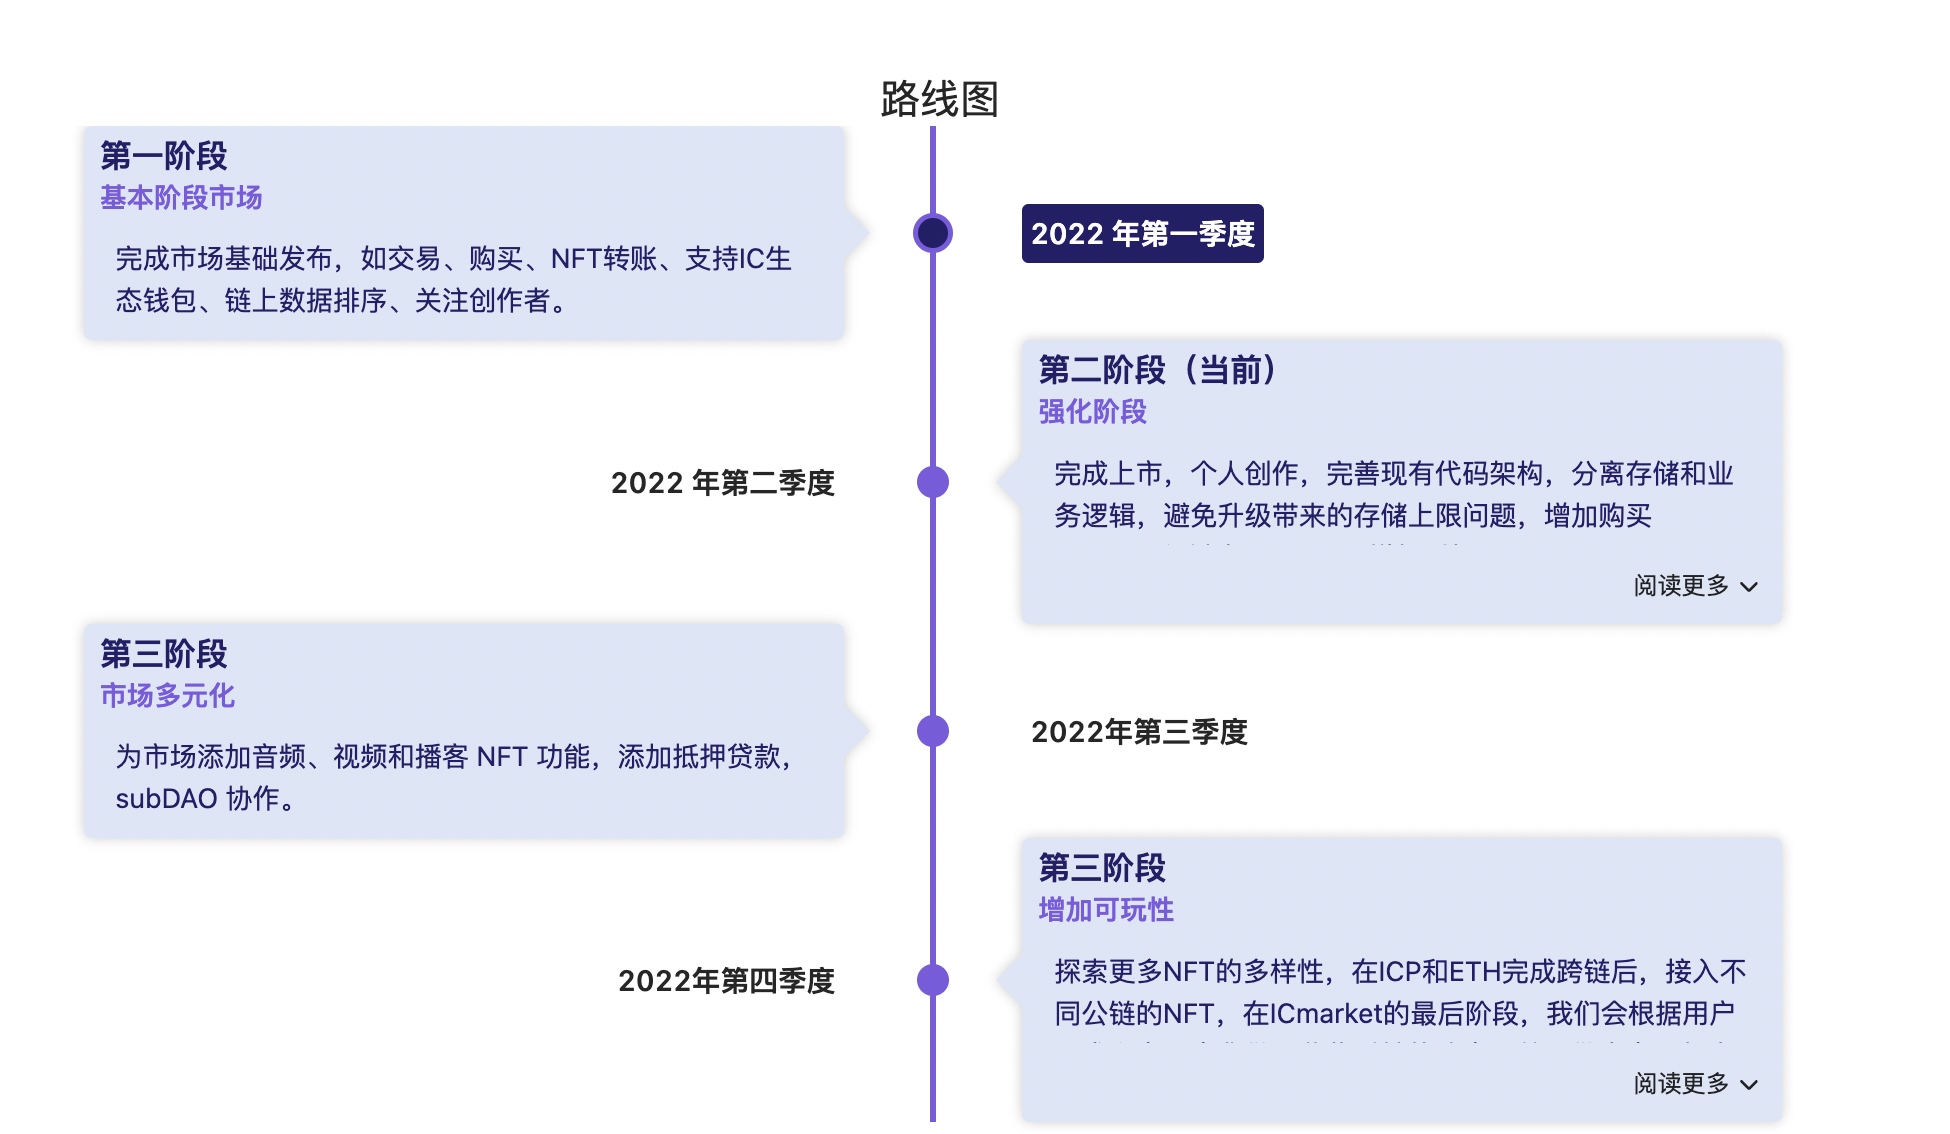 路线图
第一阶段
基本阶段市场
完成市场基础发布，如交易、购买、NFT转账、支持IC生
态钱包、链上数据排序、关注创作者。
2022 年第一季度
第二阶段（当前）
强化阶段
完成上市，个人创作，完善现有代码架构，分离存储和业
务逻辑，避免升级带来的存储上限问题，增加购买
阅读更多
2022 年第二季度
第三阶段
市场多元化
为市场添加音频、视频和播客 NFT 功能，添加抵押贷款，
subDAO 协作。
2022年第三季度
第三阶段
增加可玩性
探索更多NFT的多样性，在ICP和ETH完成跨链后，接入不
同公链的NFT，在ICmarket的最后阶段，我们会根据用户
阅读更多
2022年第四季度